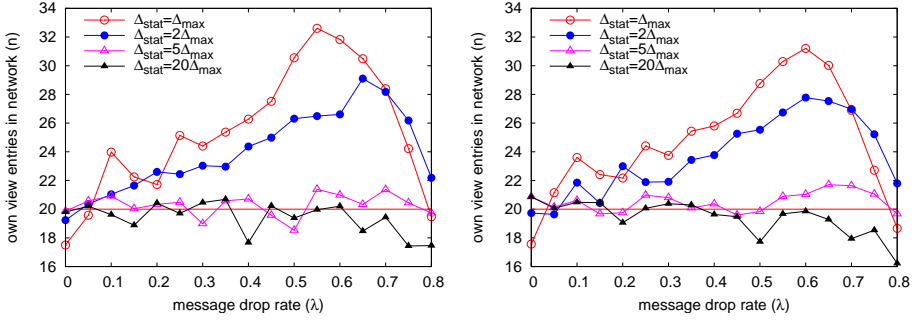 own view entries in network (n)
34
32
30
28
26
24
22
20
18
16
Δstat=Δmax
Δstat=2Δmax
Δstat=5Δmax
Δstat=20Δmax
0 0.1 0.2 0.3 0.4 0.5 0.6 0.7 0.8
message drop rate (λ)
own view entries in network (n)
34
32
30
28
26
24
22
20
18
16
Δstat=Δmax
Δstat=2Δmax
Δstat=5Δmax
Δstat=20Δmax
0.0 0.1 0.2 0.3 0.4 0.5 0.6 0.7 0.8
message drop rate (λ)